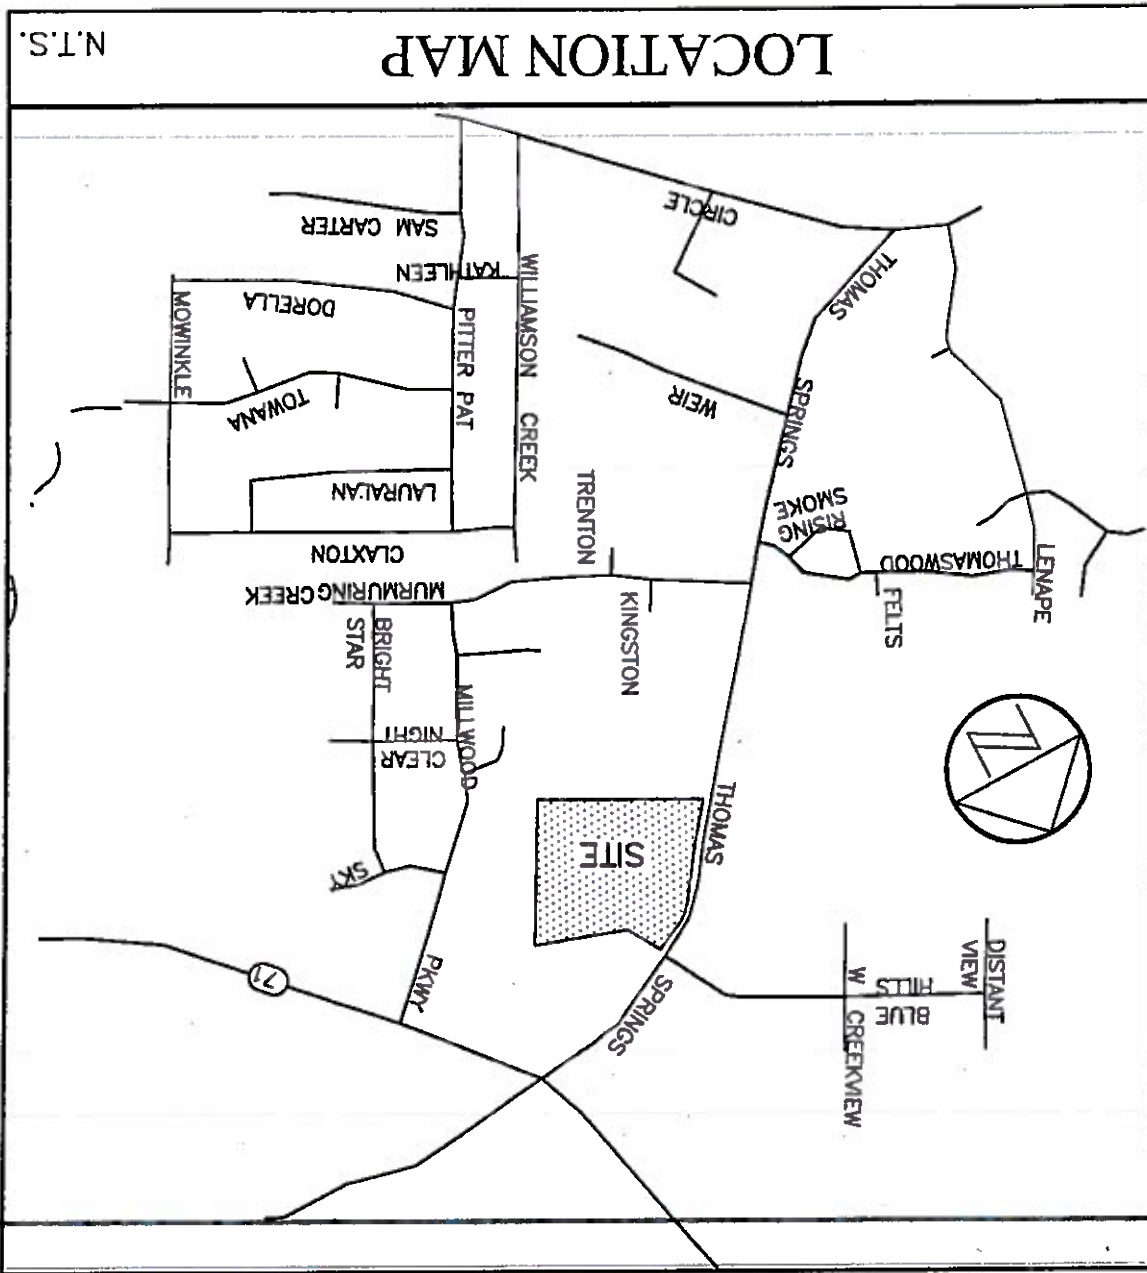 71
SPRINGS
DISTANT
VIEW
BLUE
HILLS
W CREEKVIEW
PKWY
SKY
SITE
THOMAS
CLEAR
NIGHT
MILLWOOD
BRIGHT
STAR
KINGSTON
FELTS
LENAPE
THOMASWOOD
MURMURING CREEK
TRENTON
CLAXTON
RISING
SMOKE
LAURALAN
SPRINGS
WEIR
TOWANA
PITTER PAT
WILLIAMSON CREEK
MOWINKLE
DORELLA
THOMAS
KATHLEEN
SAM CARTER
CIRCLE
N
LOCATION MAP
N.T.S.